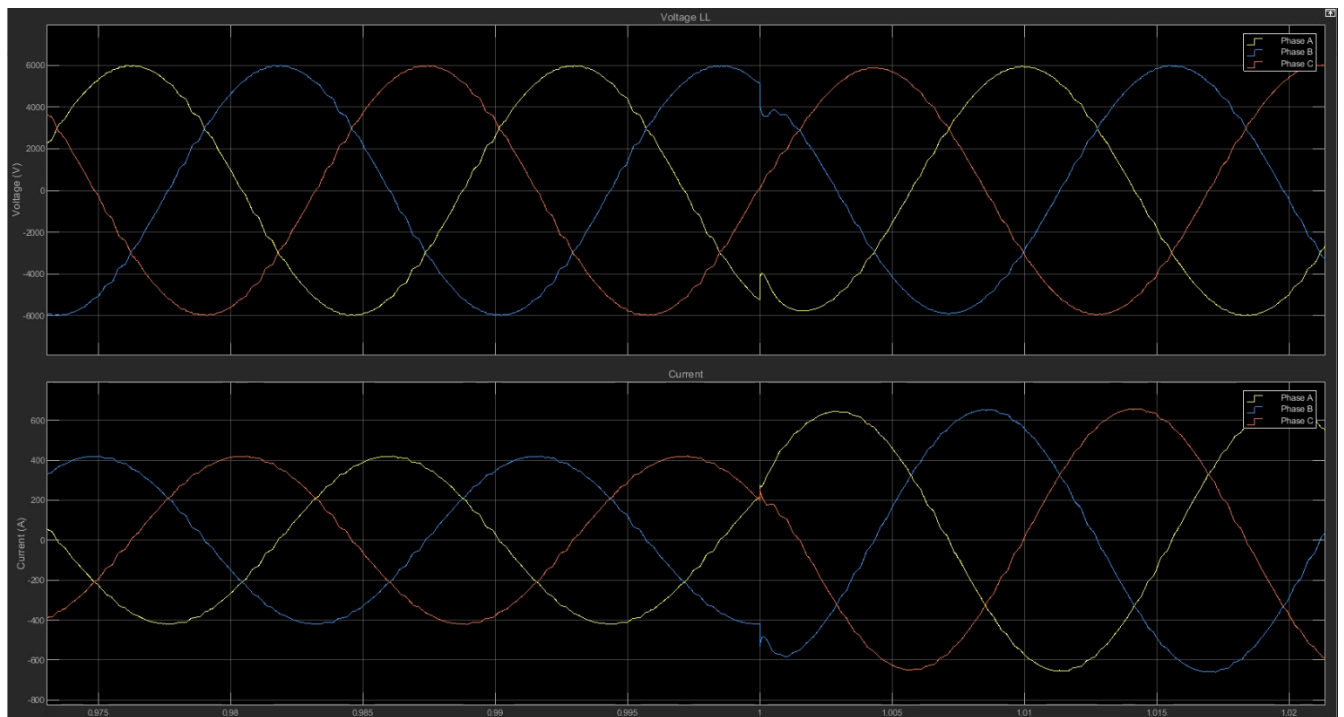 Voltage LL
Phase A
Phase B
Phase C
Voltage (V)
6000
4000
2000
0
-2000
-4000
-6000
Current
Phase A
Phase B
Phase C
Current (A)
600
400
200
0
-200
-400
-600
-800
0.975
0.98
0.985
0.99
0.995
1
1.005
1.01
1.015
1.02